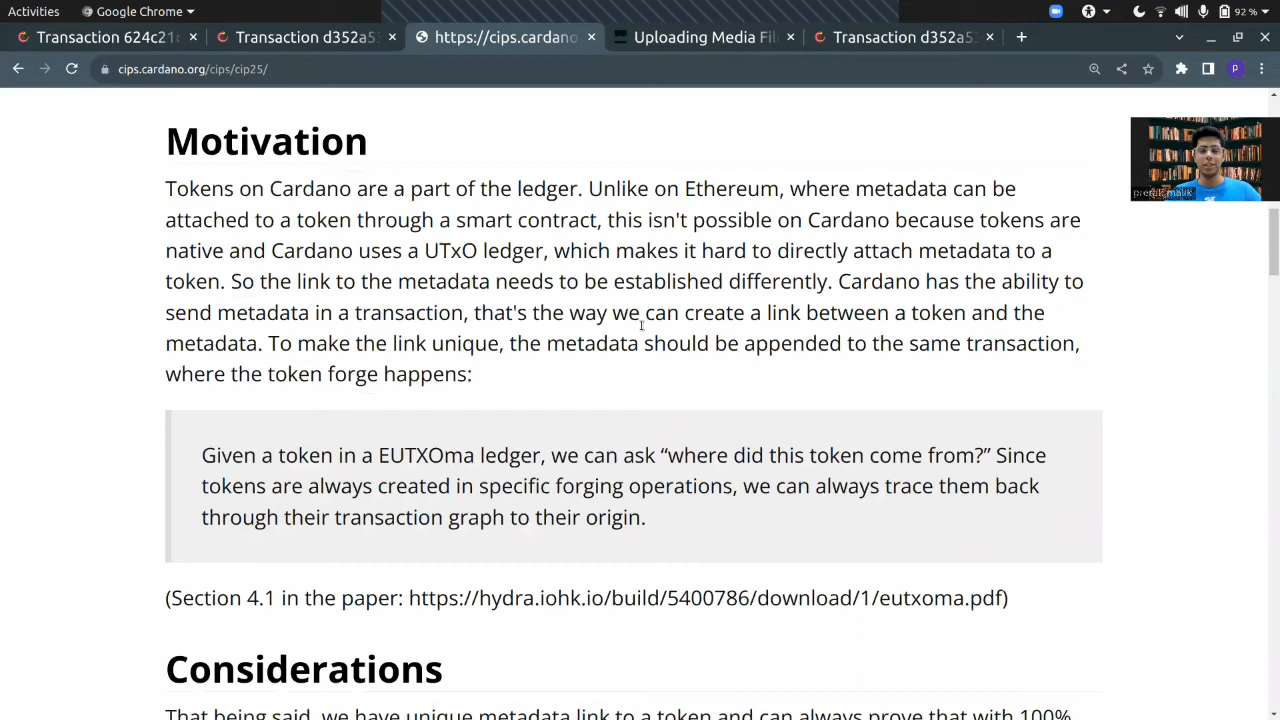 Activities Google Chrome 92 %
Transaction 624c21 Transaction d352a5 https://cips.cardano Uploading Media Fil Transaction d352a5
cips.cardano.org/cips/cip25/ P
Motivation
Tokens on Cardano are a part of the ledger. Unlike on Ethereum, where metadata can be
attached to a token through a smart contract, this isn't possible on Cardano because tokens are
native and Cardano uses a UTxO ledger, which makes it hard to directly attach metadata to a
token. So the link to the metadata needs to be established differently. Cardano has the ability to
send metadata in a transaction, that's the way we can create a link between a token and the
metadata. To make the link unique, the metadata should be appended to the same transaction,
where the token forge happens:
Given a token in a EUTXOma ledger, we can ask “where did this token come from?” Since
tokens are always created in specific forging operations, we can always trace them back
through their transaction graph to their origin.
(Section 4.1 in the paper: https://hydra.iohk.io/build/5400786/download/1/eutxoma.pdf)
Considerations
That being said, we have unique metadata link to a token and can always prove that with 100%
prerak malik